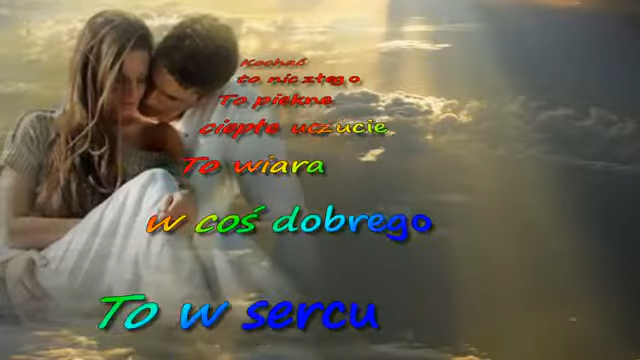 Kochać
to nic złego
To piękne
ciepłe uczucie
To wiara
w coś dobrego
To w sercu